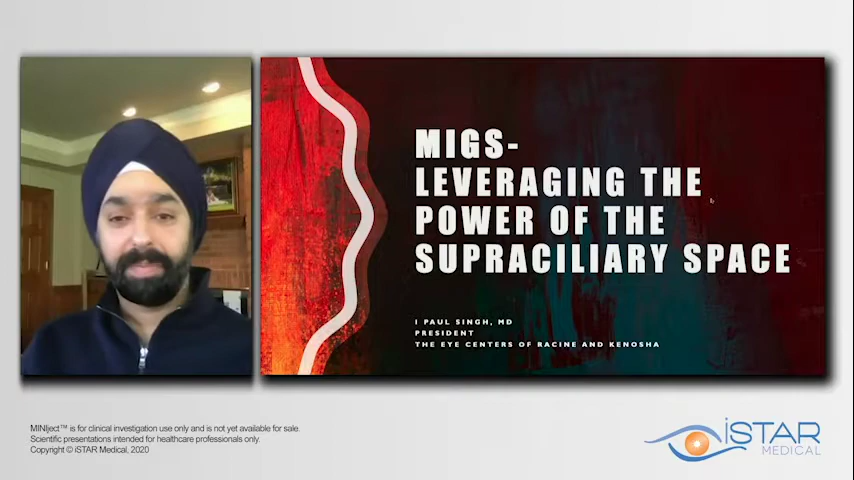 MIGS-
LEVERAGING THE
POWER OF THE
SUPRACILIARY SPACE
I PAUL SINGH, MD
PRESIDENT
THE EYE CENTERS OF RACINE AND KENOSHA
MINIject™ is for clinical investigation use only and is not yet available for sale.
Scientific presentations intended for healthcare professionals only.
Copyright © iSTAR Medical, 2020
iSTAR
MEDICAL